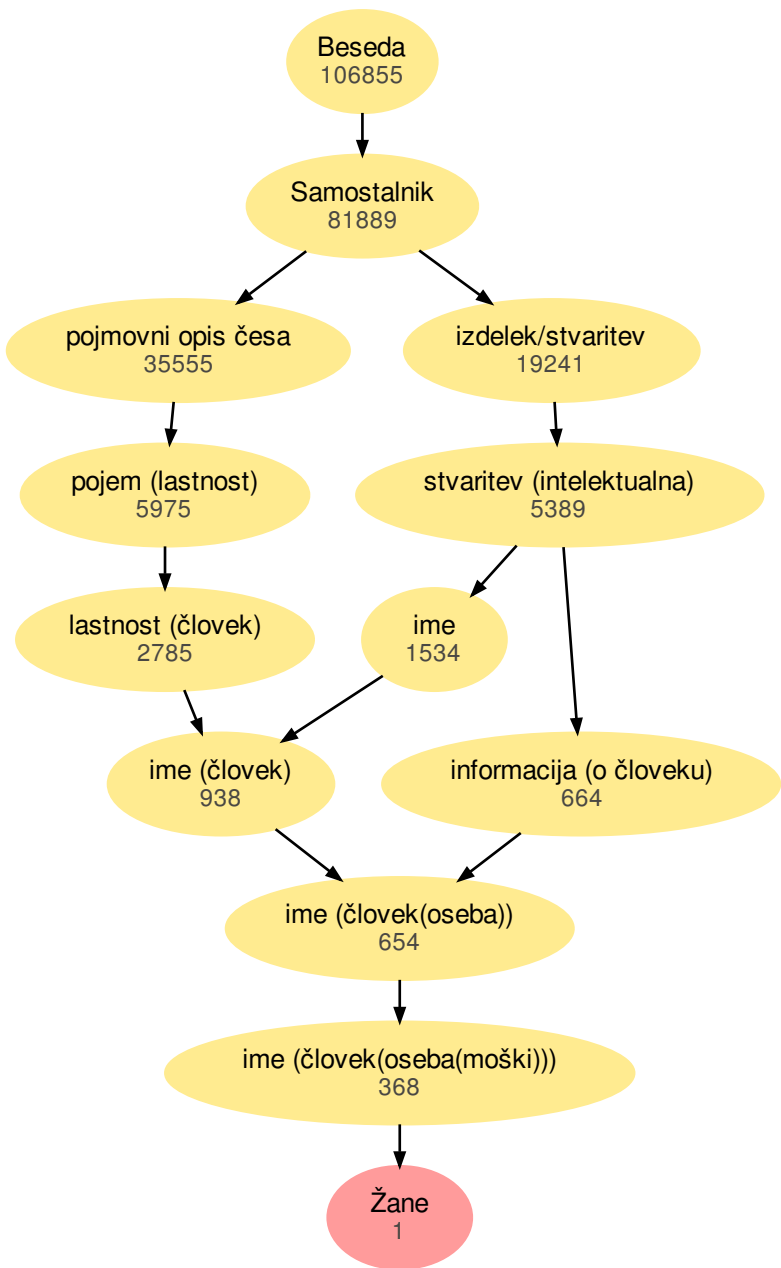 Beseda
106855
Samostalnik
81889
pojmovni opis česa
35555
izdelek/stvaritev
19241
pojem (lastnost)
5975
stvaritev (intelektualna)
5389
lastnost (človek)
2785
ime
1534
ime (človek)
938
informacija (o človeku)
664
ime (človek(oseba))
654
ime (človek(oseba(moški)))
368
Žane
1